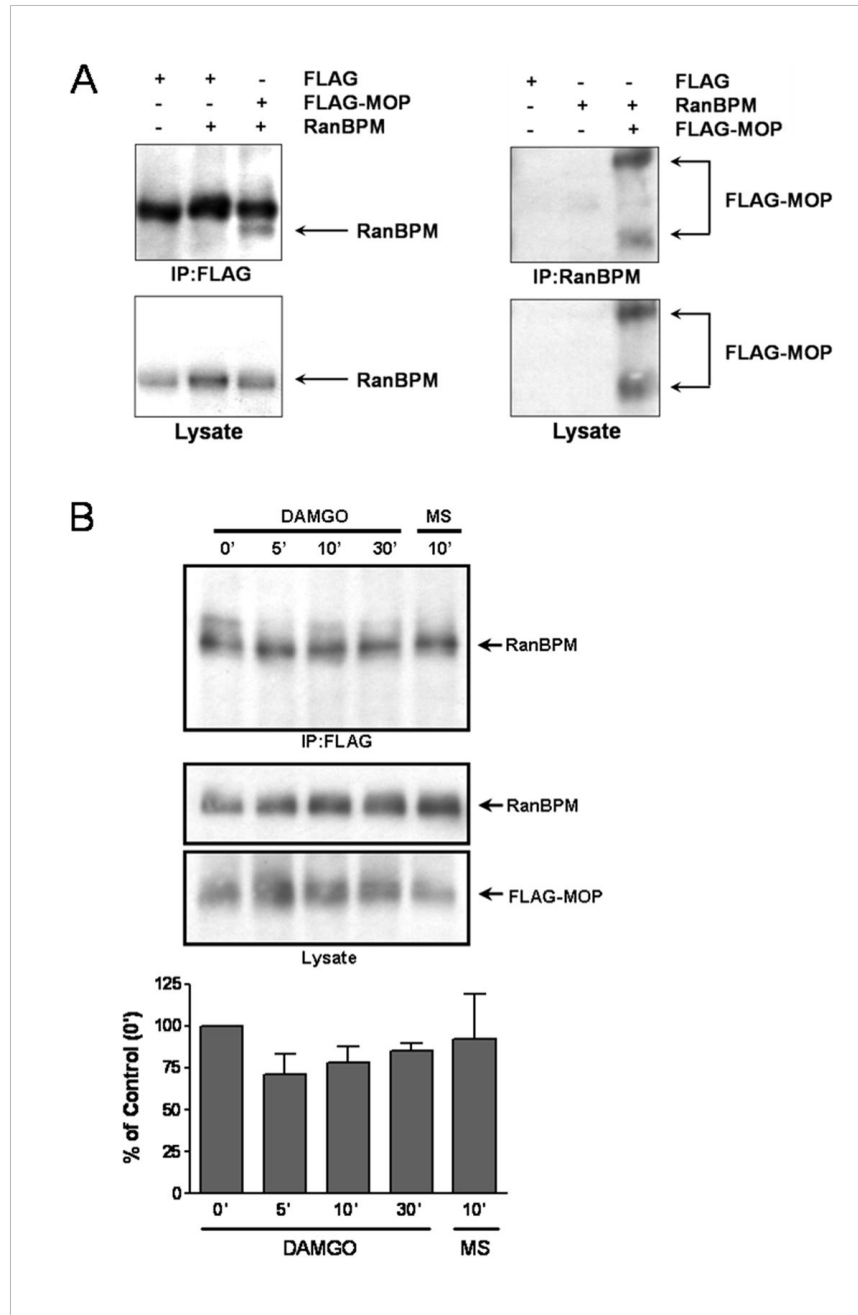 A
+ + - FLAG
- - + FLAG-MOP
- + + RanBPM
RanBPM
IP:FLAG
RanBPM
Lysate
+ - - FLAG
- + + RanBPM
- - + FLAG-MOP
FLAG-MOP
IP:RanBPM
FLAG-MOP
Lysate
B
DAMGO MS
0' 5' 10' 30' 10'
RanBPM
IP:FLAG
RanBPM
FLAG-MOP
Lysate
% of Control (0')
125
100
75
50
25
0
0' 5' 10' 30' 10'
DAMGO MS